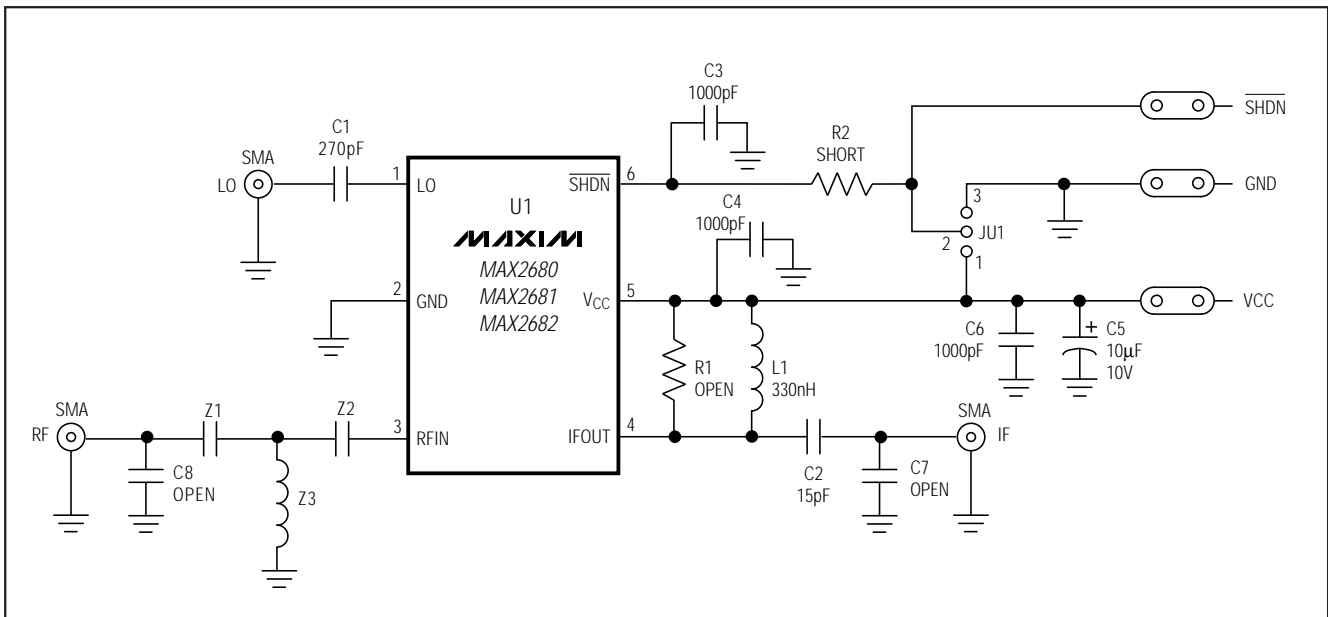 C3
1000pF
SHDN
C1
270pF
R2
SHORT
SMA
LO
1
LO
SHDN
6
GND
U1
C4
1000pF
3
JU1
2
1
MAXIM
MAX2680
MAX2681
MAX2682
2
GND
VCC
5
VCC
C6
1000pF
+
C5
10µF
10V
R1
OPEN
L1
330nH
SMA
RF
Z1
Z2
3
RFIN
IFOUT
4
SMA
IF
C8
OPEN
Z3
C2
15pF
C7
OPEN